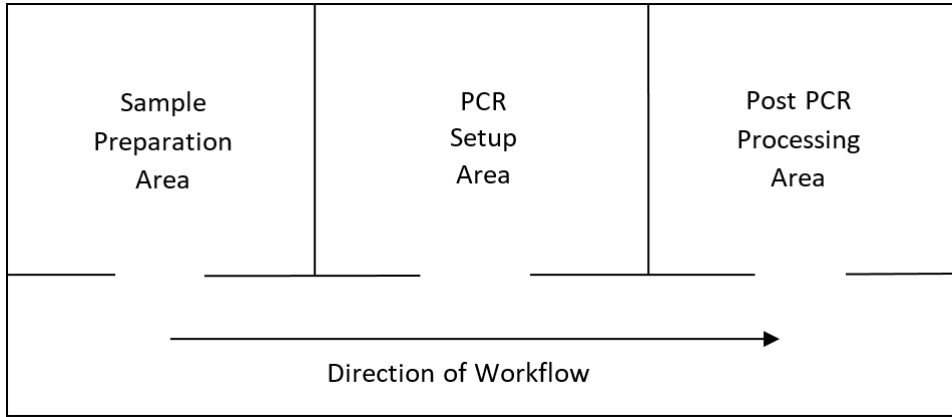 Sample
Preparation
Area
PCR
Setup
Area
Post PCR
Processing
Area
Direction of Workflow